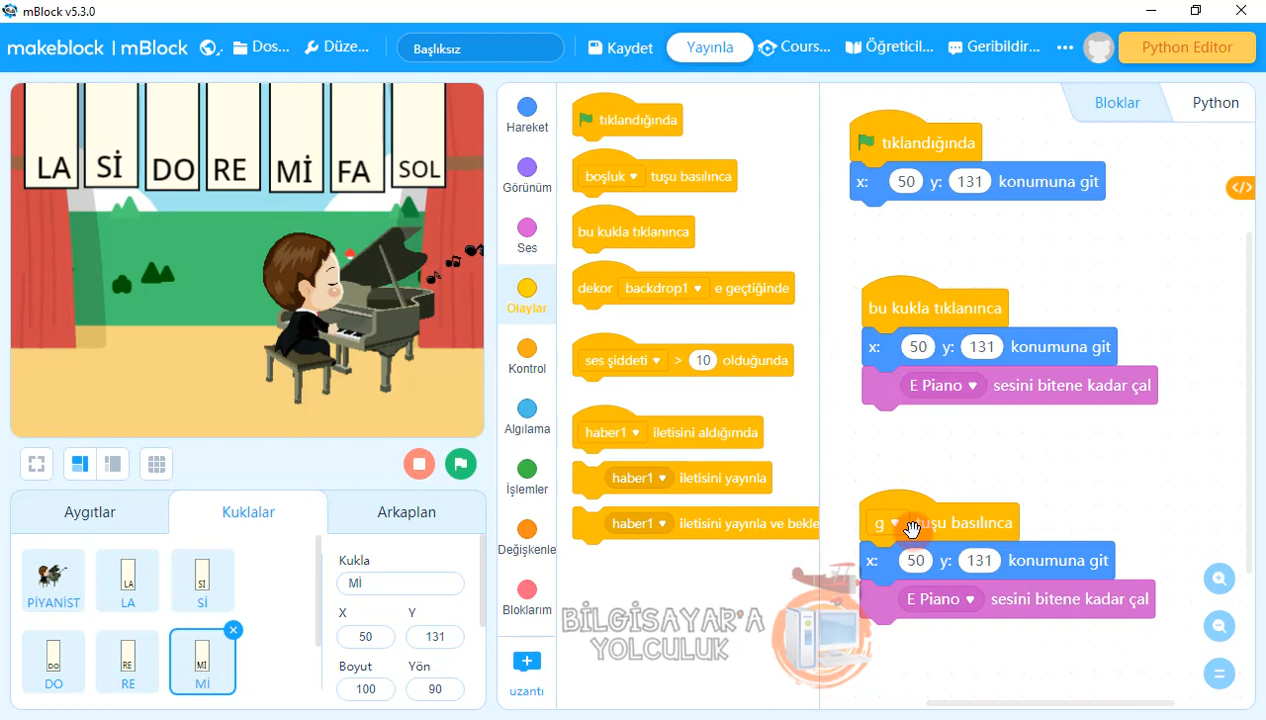 mBlock v5.3.0
makeblock | mBlock
Dos...
Düze...
Başlıksız
Kaydet
Yayınla
Cours...
Öğreticil...
Geribildir...
Python Editor
LA
Sİ
DO
RE
Mİ
FA
SOL
Hareket
Görünüm
Ses
Olaylar
Kontrol
Algılama
İşlemler
Değişkenle
Bloklarım
uzantı
tıklandığında
boşluk tuşu basılınca
bu kukla tıklanınca
dekor backdrop1 e geçtiğinde
ses şiddeti > 10 olduğunda
haber1 iletisini aldığımda
haber1 iletisini yayınla
haber1 iletisini yayınla ve bekle
Bloklar
Python
tıklandığında
x: 50 y: 131 konumuna git
bu kukla tıklanınca
x: 50 y: 131 konumuna git
E Piano sesini bitene kadar çal
g tuşu basılınca
x: 50 y: 131 konumuna git
E Piano sesini bitene kadar çal
Aygıtlar
Kuklalar
Arkaplan
PİYANİST
LA
Sİ
DO
RE
Mİ
Kukla
Mİ
X
Y
50
131
Boyut
Yön
100
90
BİLGİSAYAR'A
YOLCULUK